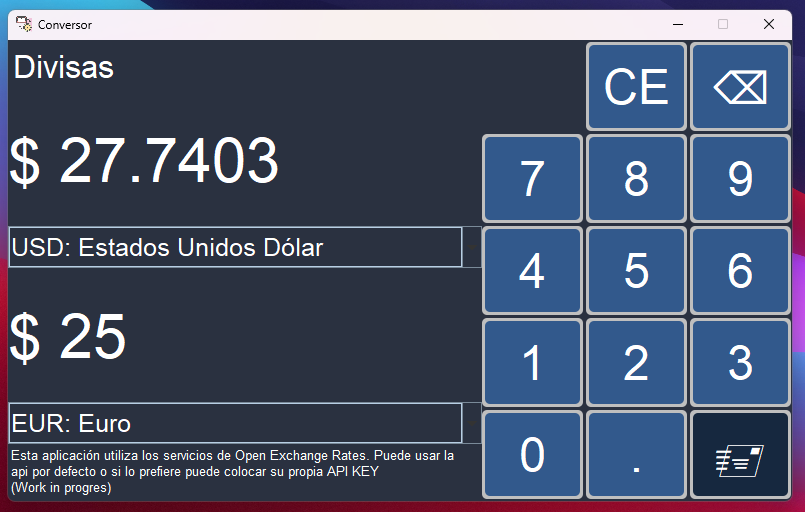 Conversor
Divisas
CE
$ 27.7403
7 8 9
USD: Estados Unidos Dólar
4 5 6
$ 25
1 2 3
EUR: Euro
0 .
Esta aplicación utiliza los servicios de Open Exchange Rates. Puede usar la
api por defecto o si lo prefiere puede colocar su propia API KEY
(Work in progres)